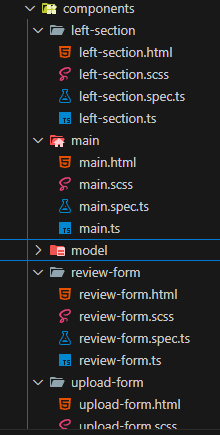 components
left-section
left-section.html
left-section.scss
left-section.spec.ts
left-section.ts
main
main.html
main.scss
main.spec.ts
main.ts
model
review-form
review-form.html
review-form.scss
review-form.spec.ts
review-form.ts
upload-form
upload-form.html
upload-form.scss